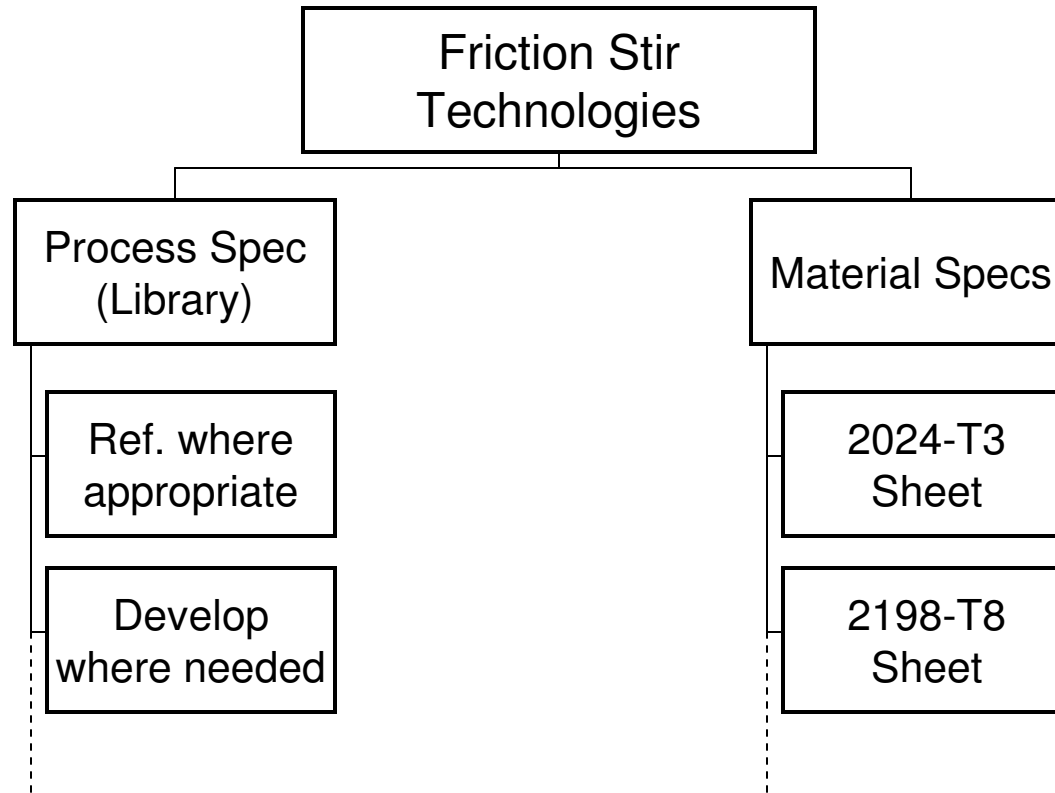 Friction Stir
Technologies
Process Spec
(Library)
Material Specs
Ref. where
appropriate
2024-T3
Sheet
Develop
where needed
2198-T8
Sheet